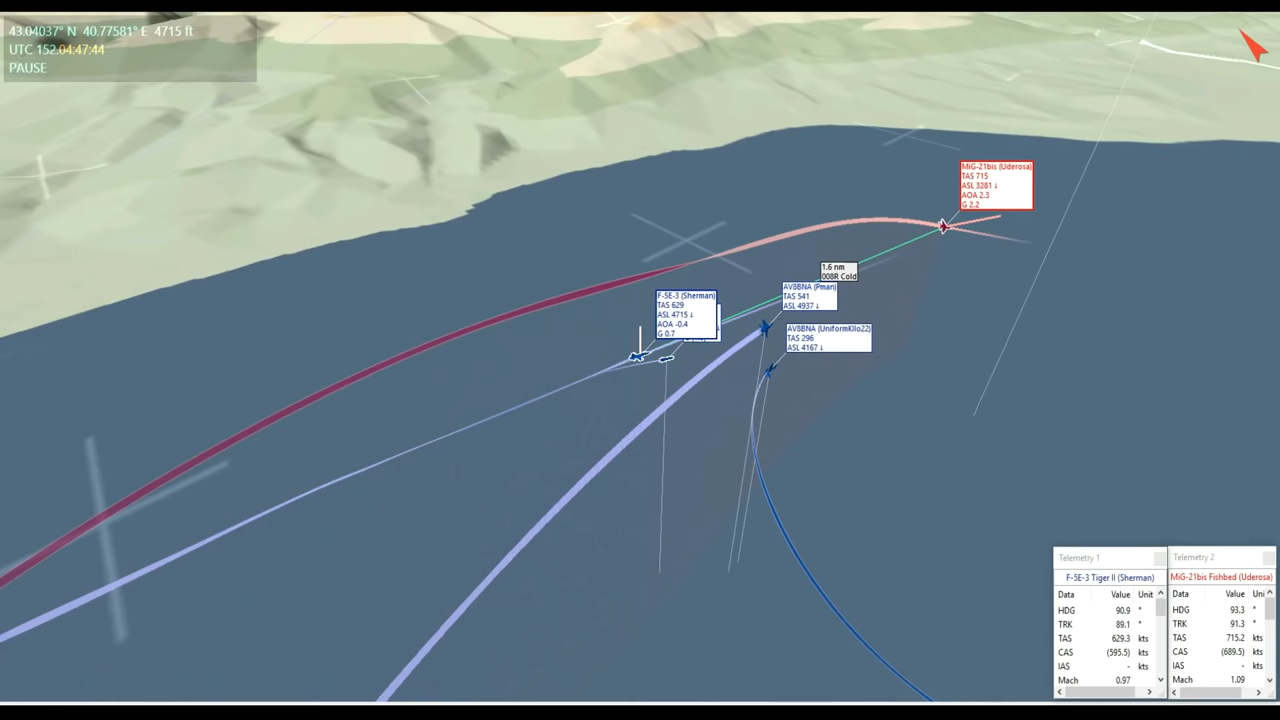 43.04037° N  40.77581° E  4715 ft
UTC 152.04:47:44
PAUSE
MiG-21bis (Uderosa)
TAS 715
ASL 3281 ↓
AOA 2.3
G 2.2
1.6 nm
008R Cold
F-5E-3 (Sherman)
TAS 629
ASL 4715 ↓
AOA -0.4
G 0.7
AV8BNA (Pman)
TAS 541
ASL 4937 ↓
AV8BNA (UniformKilo22)
TAS 296
ASL 4167 ↓
Telemetry 1
F-5E-3 Tiger II (Sherman)
Data Value Unit
HDG 90.9 °
TRK 89.1 °
TAS 629.3 kts
CAS (595.5) kts
IAS - kts
Mach 0.97
Telemetry 2
MiG-21bis Fishbed (Uderosa)
Data Value Uni
HDG 93.3 °
TRK 91.3 °
TAS 715.2 kts
CAS (689.5) kts
IAS - kts
Mach 1.09